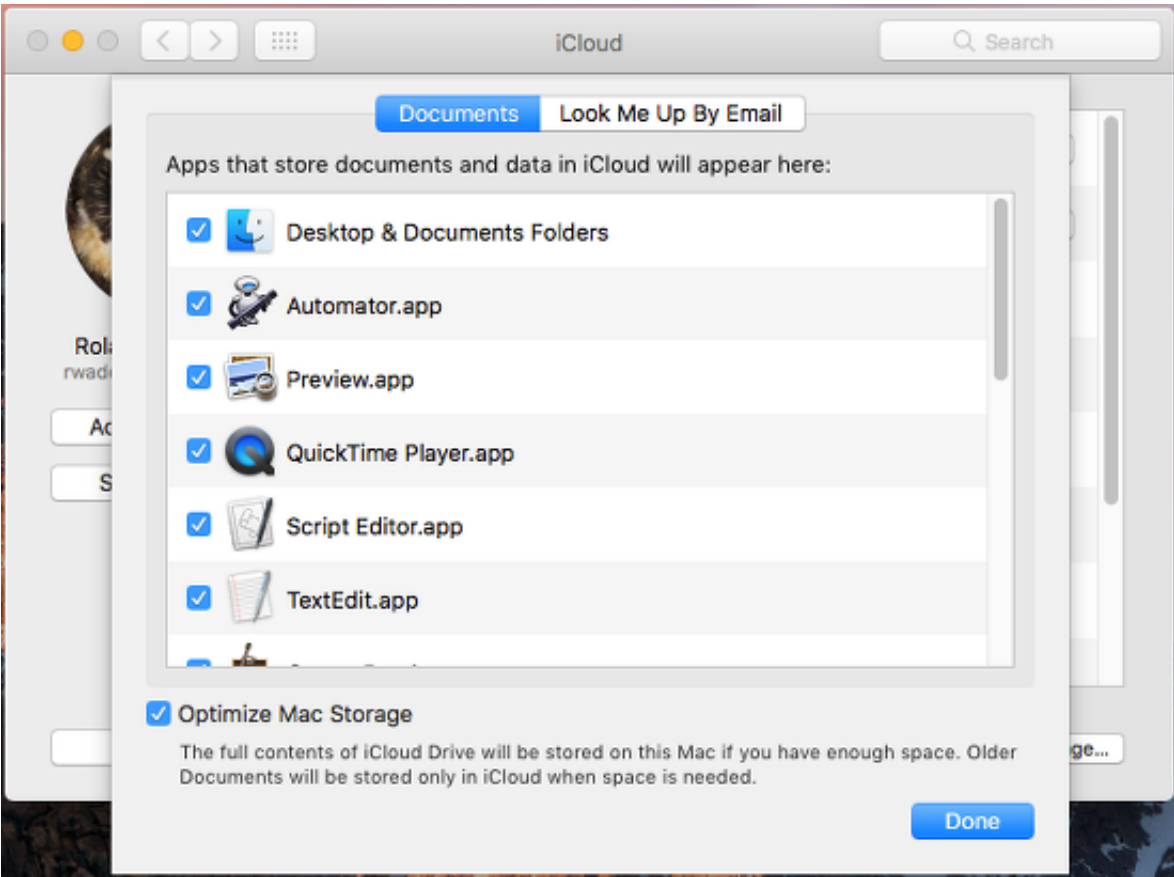 iCloud
Search
Documents
Look Me Up By Email
Apps that store documents and data in iCloud will appear here:
Desktop & Documents Folders
Automator.app
Preview.app
QuickTime Player.app
Script Editor.app
TextEdit.app
Optimize Mac Storage
The full contents of iCloud Drive will be stored on this Mac if you have enough space. Older
Documents will be stored only in iCloud when space is needed.
Done